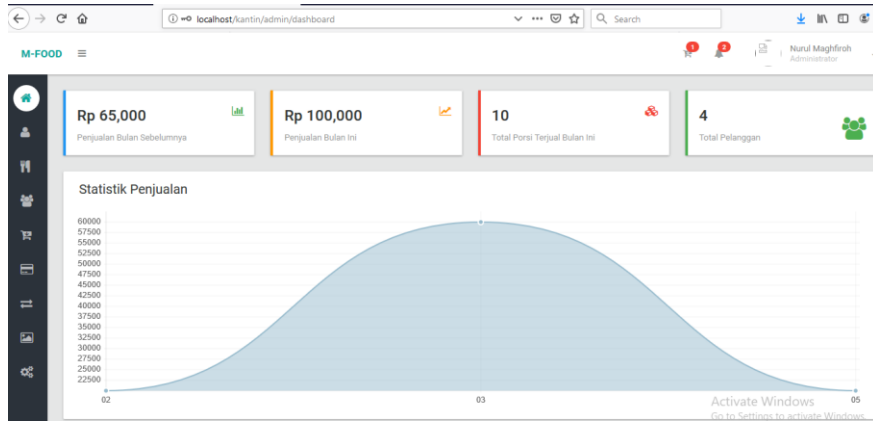 localhost/kantin/admin/dashboard
Search
M-FOOD
1
2
Nurul Maghfiroh
Administrator
Rp 65,000
Penjualan Bulan Sebelumnya
Rp 100,000
Penjualan Bulan Ini
10
Total Porsi Terjual Bulan Ini
4
Total Pelanggan
Statistik Penjualan
60000
57500
55000
52500
50000
47500
45000
42500
40000
37500
35000
32500
30000
27500
25000
22500
02
03
05
Activate Windows
Go to Settings to activate Windows.